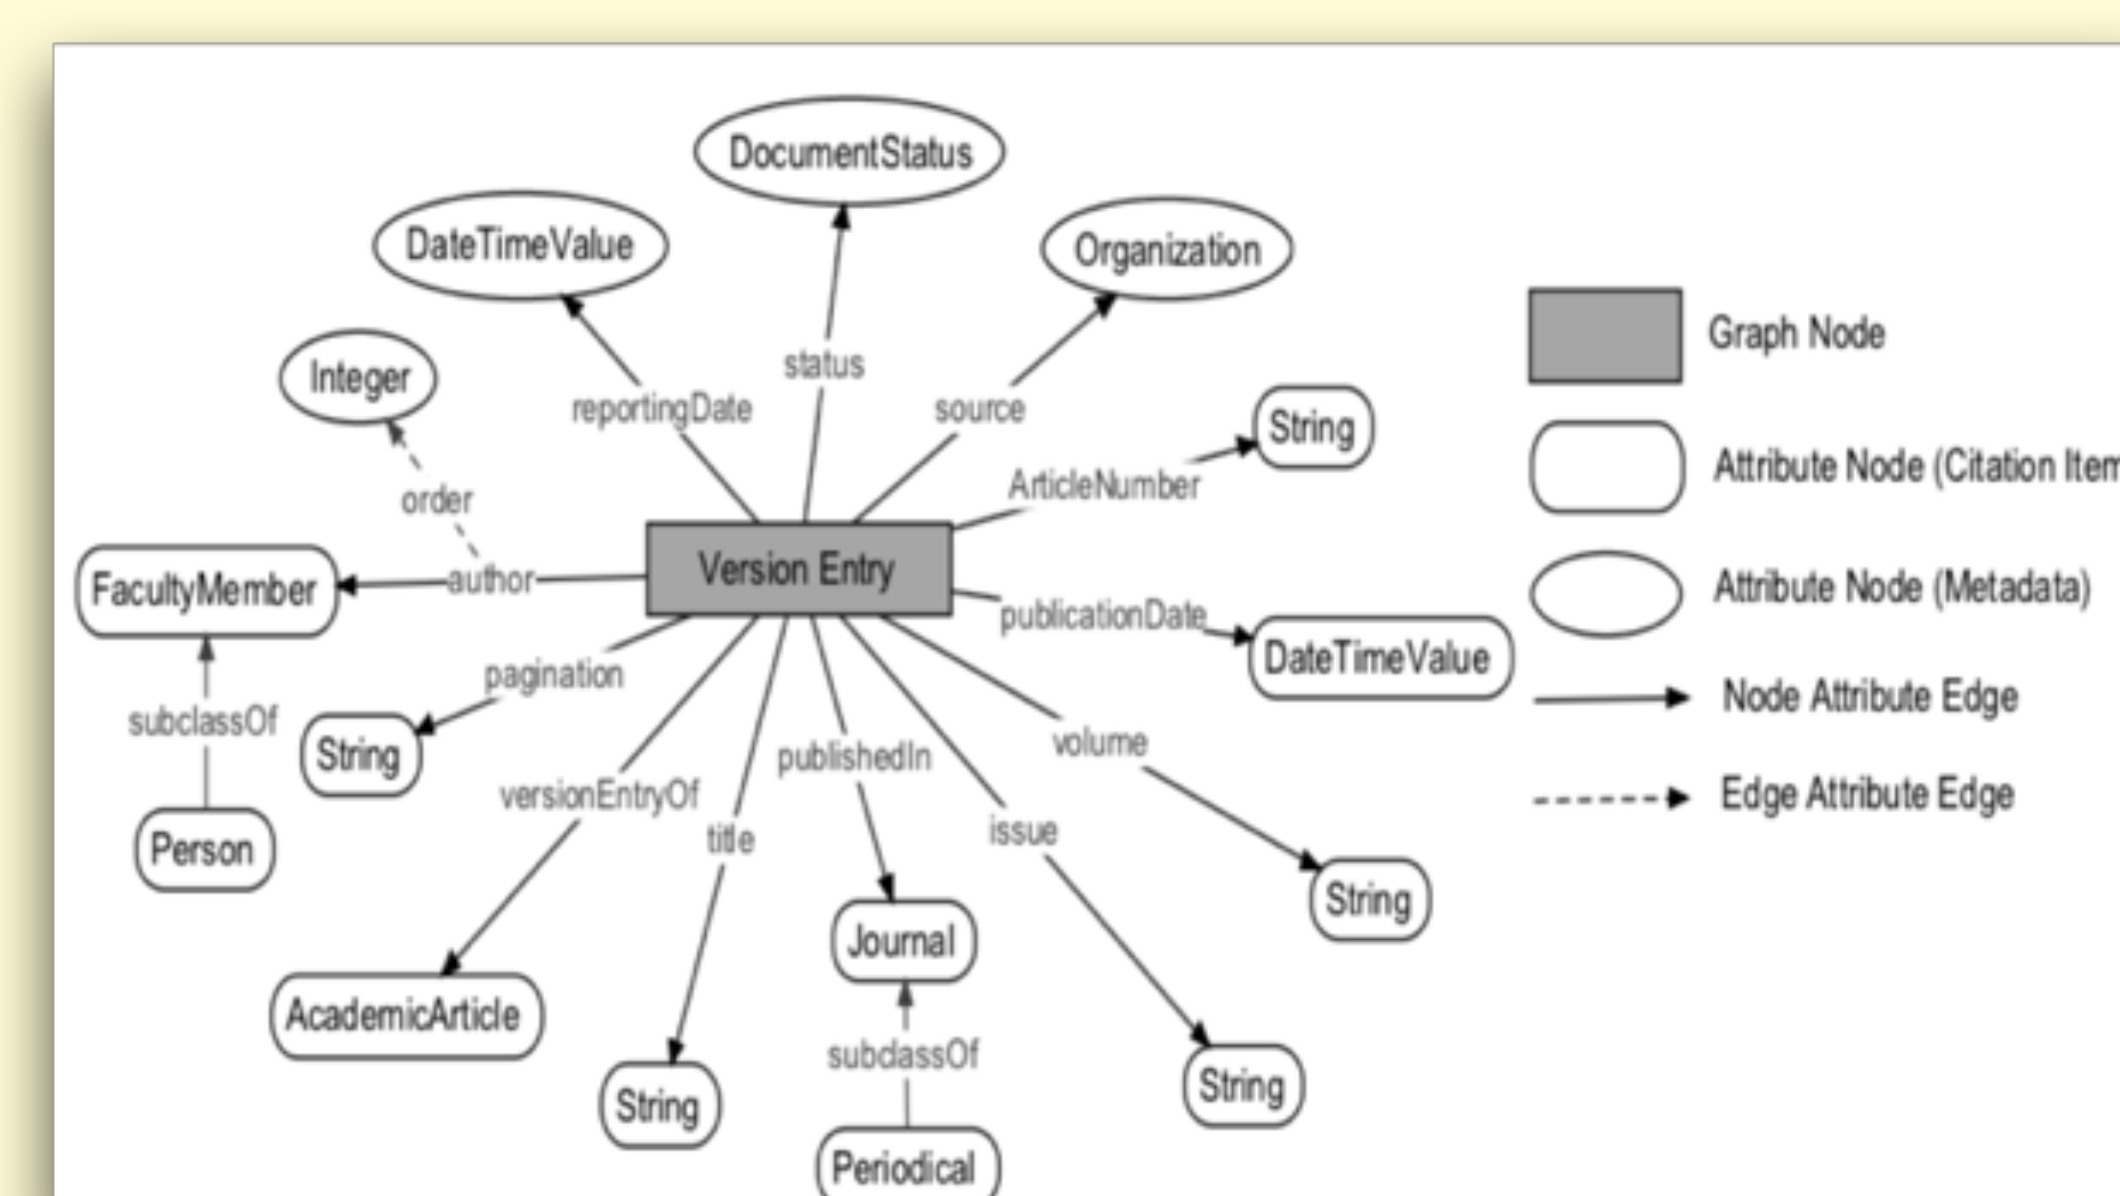 DocumentStatus
DateTimeValue
Organization
Integer
status
reportingDate
source
String
ArticleNumber
order
Version Entry
FacultyMember
author
publicationDate
DateTimeValue
pagination
subclassOf
String
volume
publishedIn
versionEntryOf
title
issue
Person
String
Journal
AcademicArticle
subclassOf
String
String
Periodical
Graph Node
Attribute Node (Citation Item
Attribute Node (Metadada)
Node Attribute Edge
Edge Attribute Edge